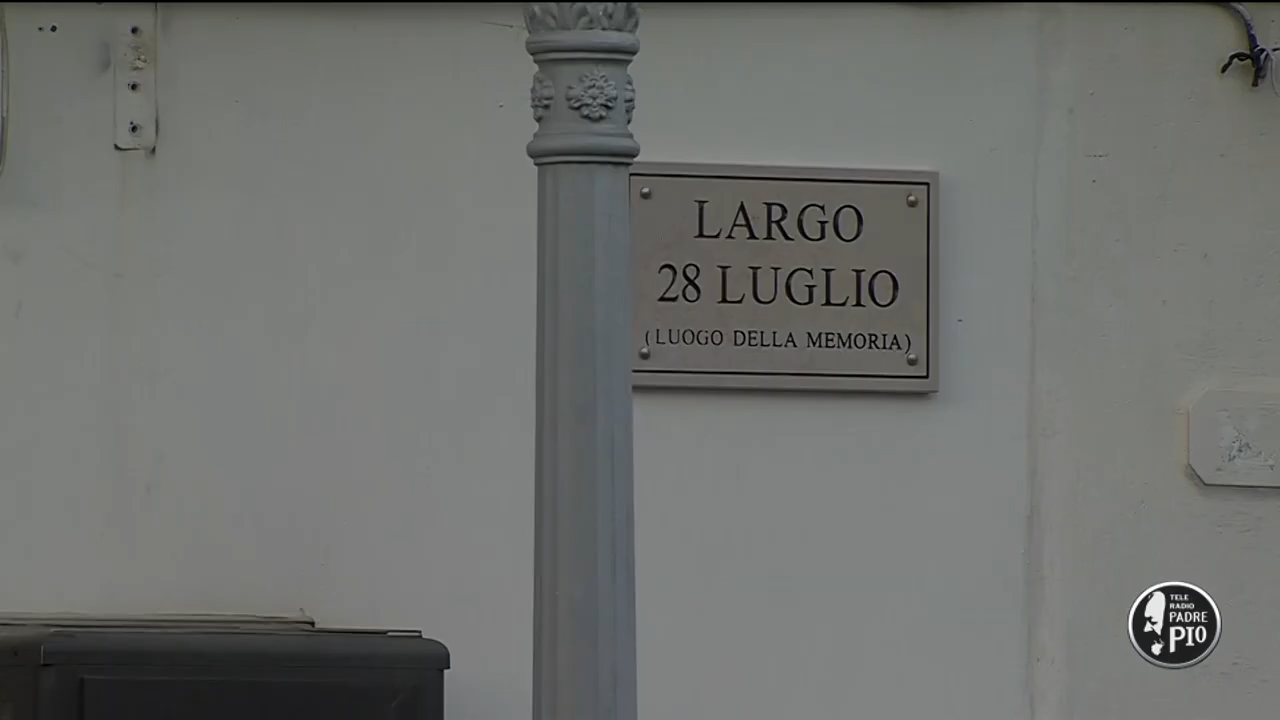 LARGO
28 LUGLIO
(LUOGO DELLA MEMORIA)
TELE
RADIO
PADRE
PIO